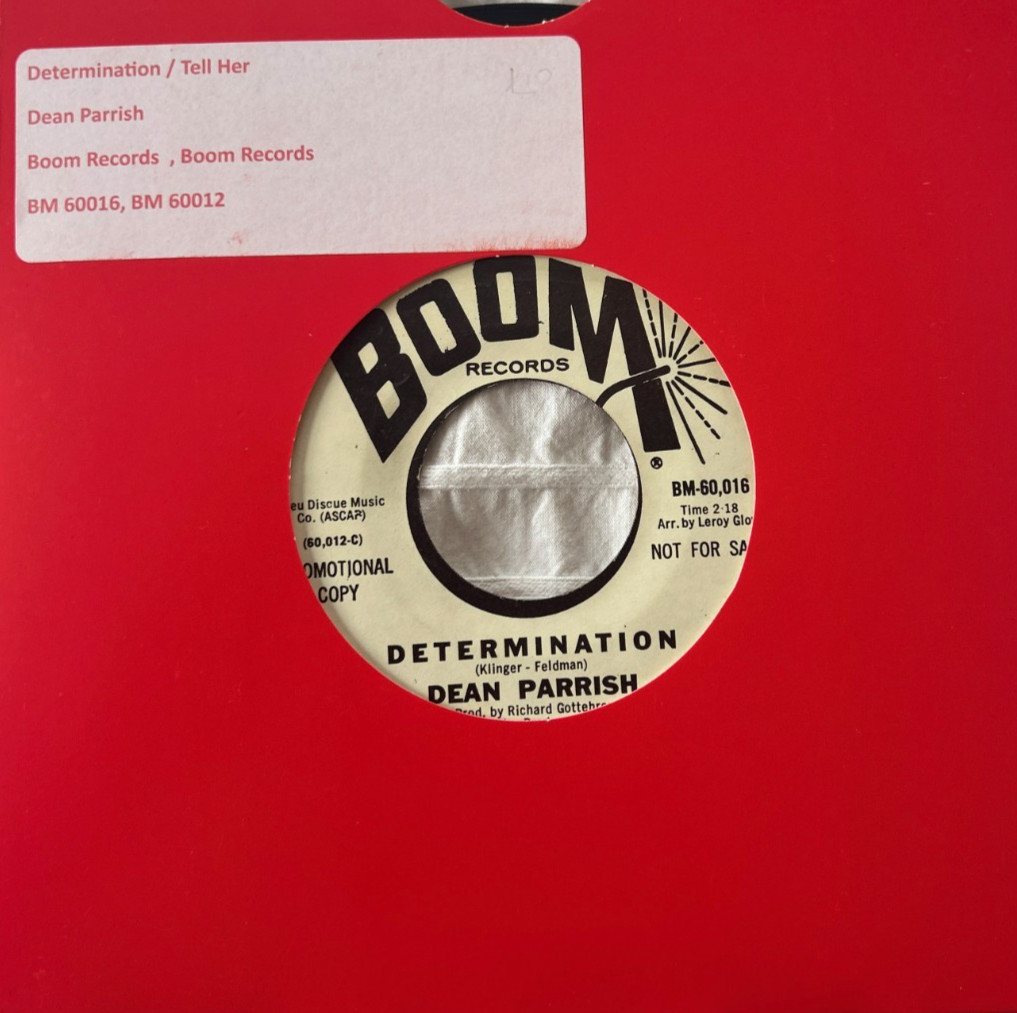 Determination / Tell Her
Dean Parrish
Boom Records , Boom Records
BM 60016, BM 60012
BOOM
RECORDS
®
BM-60,016
Time 2·18
Arr. by Leroy Glo
NOT FOR SA
eu Discue Music
Co. (ASCAP)
(60,012-C)
OMOTIONAL
COPY
DETERMINATION
(Klinger - Feldman)
DEAN PARRISH
Prod. by Richard Gottehre